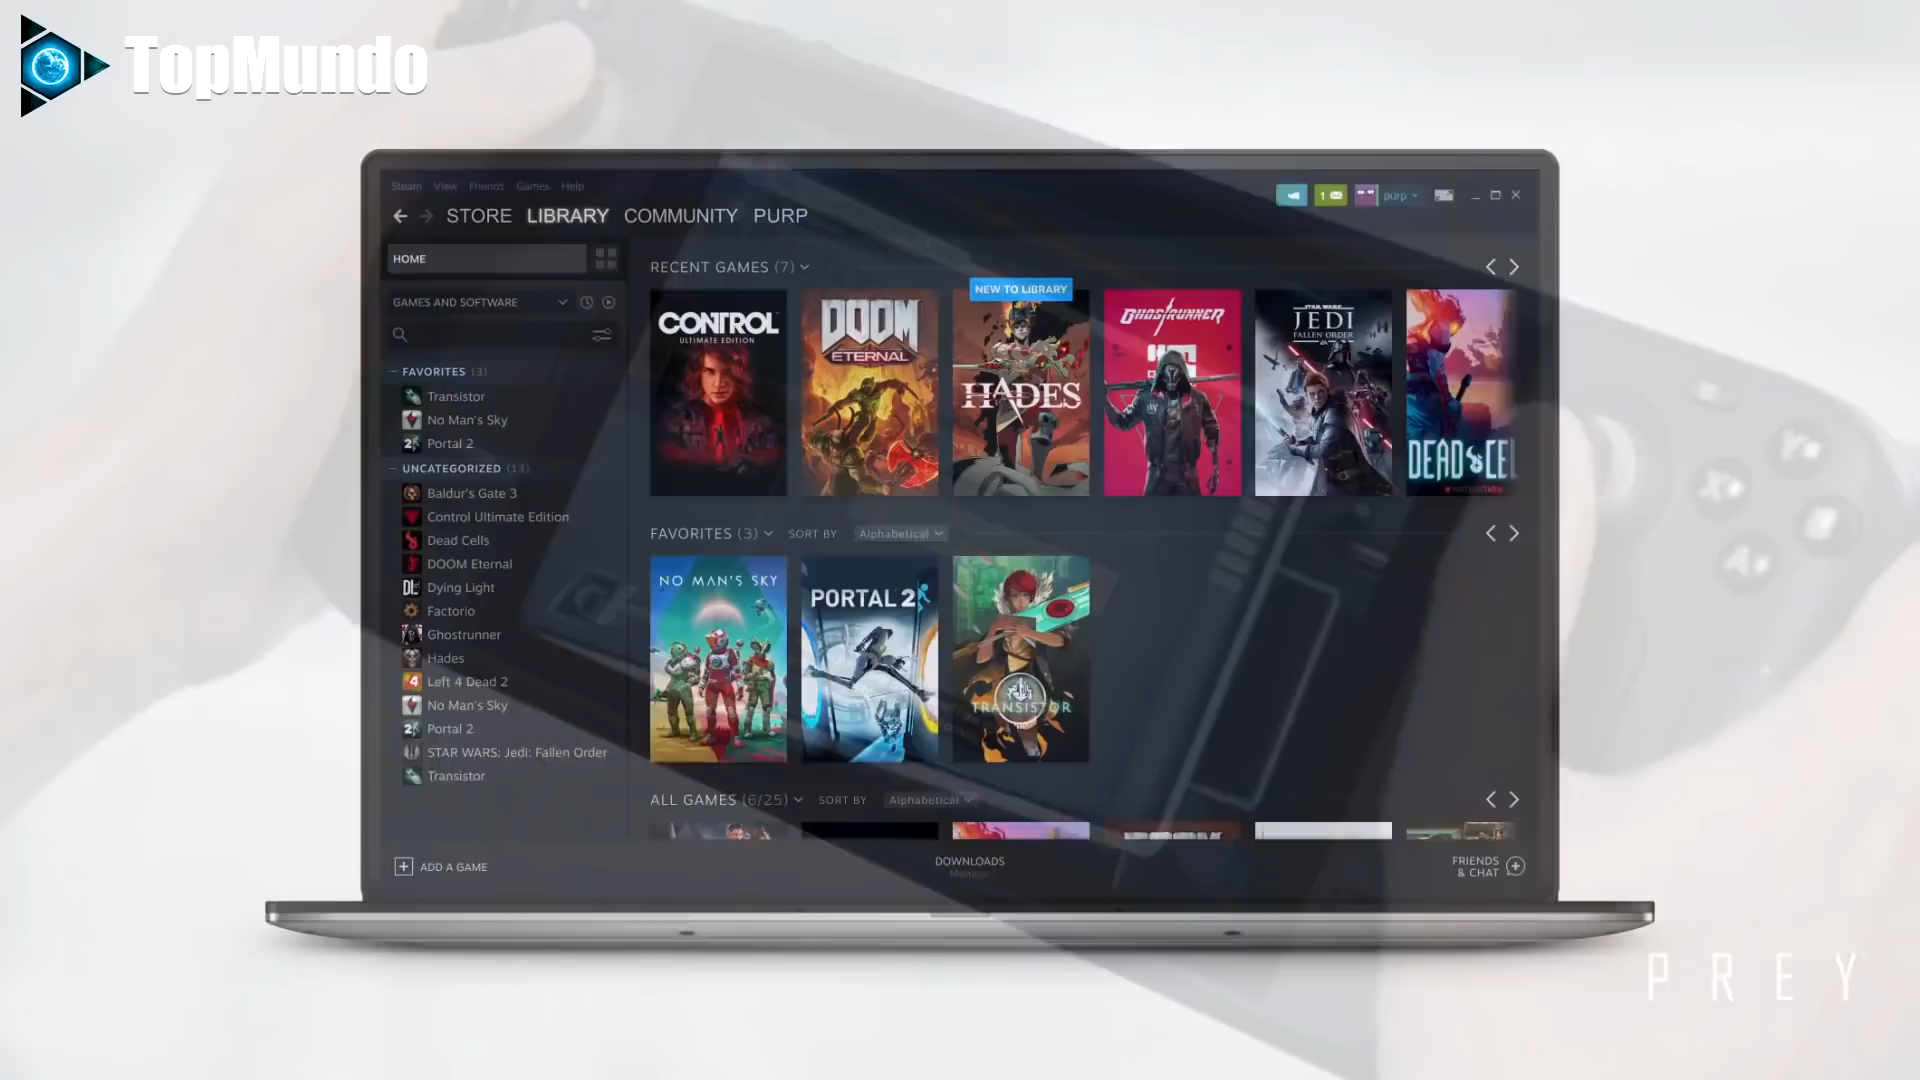 TopMundo
Steam View Friends Games Help
1 purp
STORE LIBRARY COMMUNITY PURP
HOME
GAMES AND SOFTWARE
FAVORITES (3)
Transistor
No Man's Sky
Portal 2
UNCATEGORIZED (13)
Baldur's Gate 3
Control Ultimate Edition
Dead Cells
DOOM Eternal
Dying Light
Factorio
Ghostrunner
Hades
Left 4 Dead 2
No Man's Sky
Portal 2
STAR WARS: Jedi: Fallen Order
Transistor
ADD A GAME
RECENT GAMES (7)
NEW TO LIBRARY
CONTROL
ULTIMATE EDITION
DOOM
ETERNAL
HADES
GHOSTRUNNER
STAR WARS
JEDI
FALLEN ORDER
DEAD CEL
FAVORITES (3) SORT BY Alphabetical
NO MAN'S SKY
PORTAL 2
TRANSISTOR
ALL GAMES (6/25) SORT BY Alphabetical
DOWNLOADS
Manage
FRIENDS
& CHAT
Y
X
A
PREY